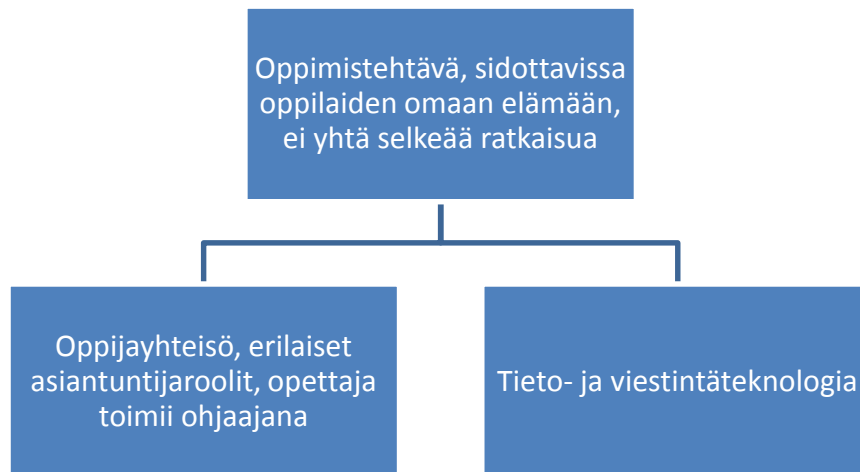 Oppimistehtävä, sidottavissa
oppilaiden omaan elämään,
ei yhtä selkeää ratkaisua
Oppijayhteisö, erilaiset
asiantuntijaroolit, opettaja
toimii ohjaajana
Tieto- ja viestintäteknologia